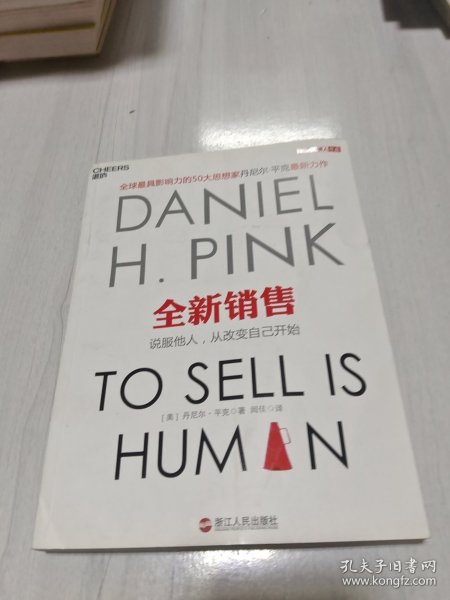 CHEERS
湛庐
全球最具影响力的50大思想家丹尼尔·平克最新力作
DANIEL
H. PINK
全新销售
说服他人，从改变自己开始
TO SELL IS
[美] 丹尼尔·平克◎著 闾佳◎译
HUMAN
浙江人民出版社
孔夫子旧书网
www.kongfz.com